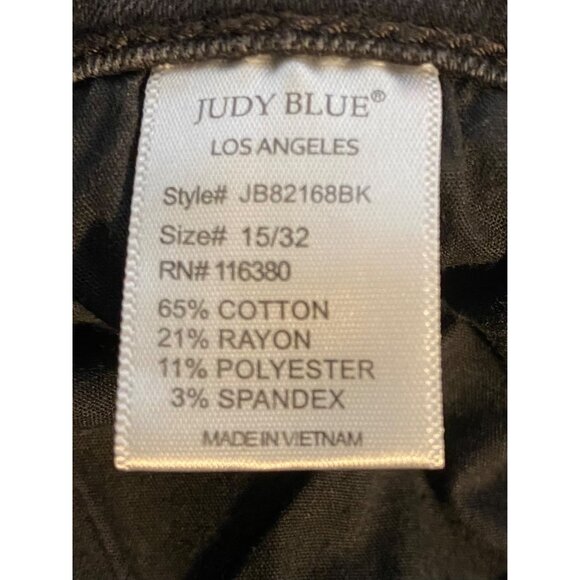 JUDY BLUE®
LOS ANGELES
Style# JB82168BK
Size# 15/32
RN# 116380
65% COTTON
21% RAYON
11% POLYESTER
3% SPANDEX
MADE IN VIETNAM